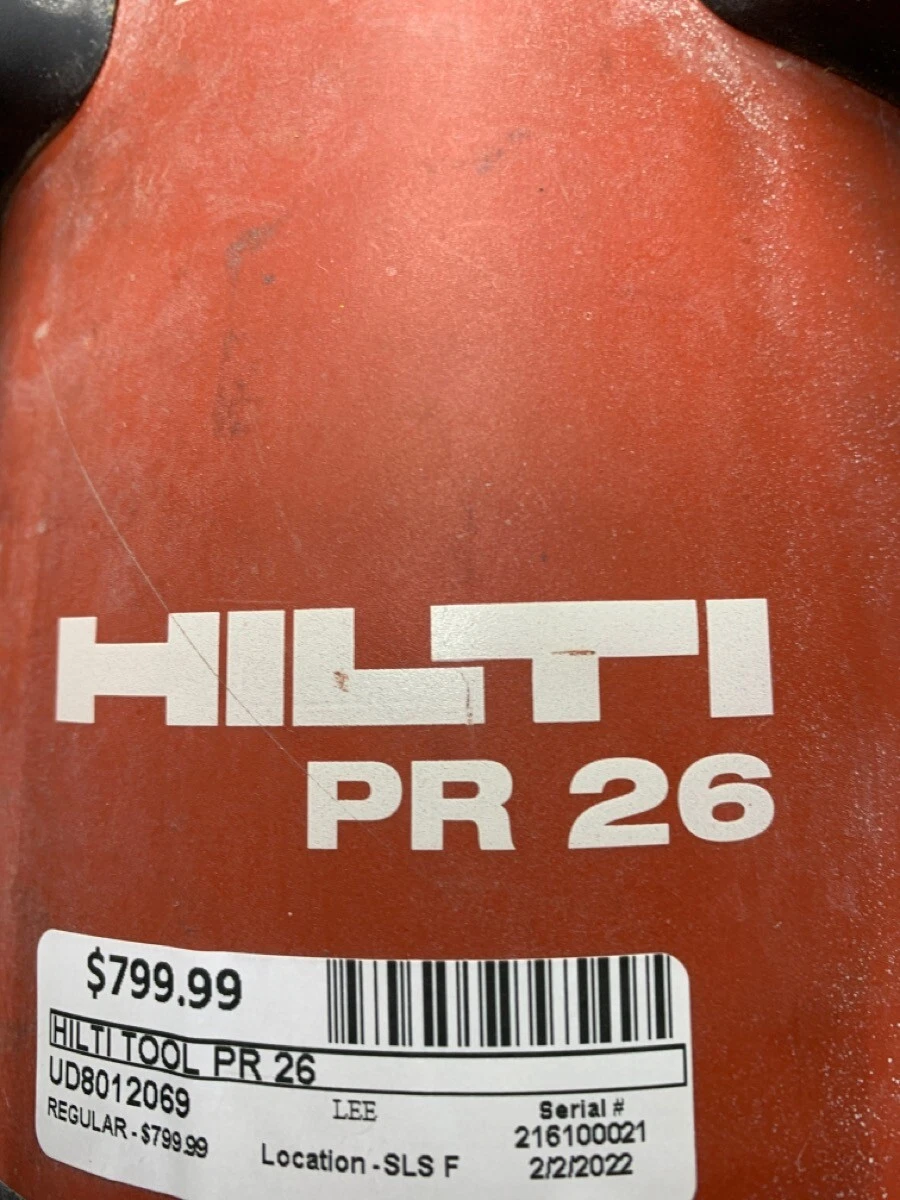 HILTI
PR 26
$799.99
HILTI TOOL PR 26
UD8012069
REGULAR - $799.99
LEE
Location - SLS F
Serial #
216100021
2/2/2022